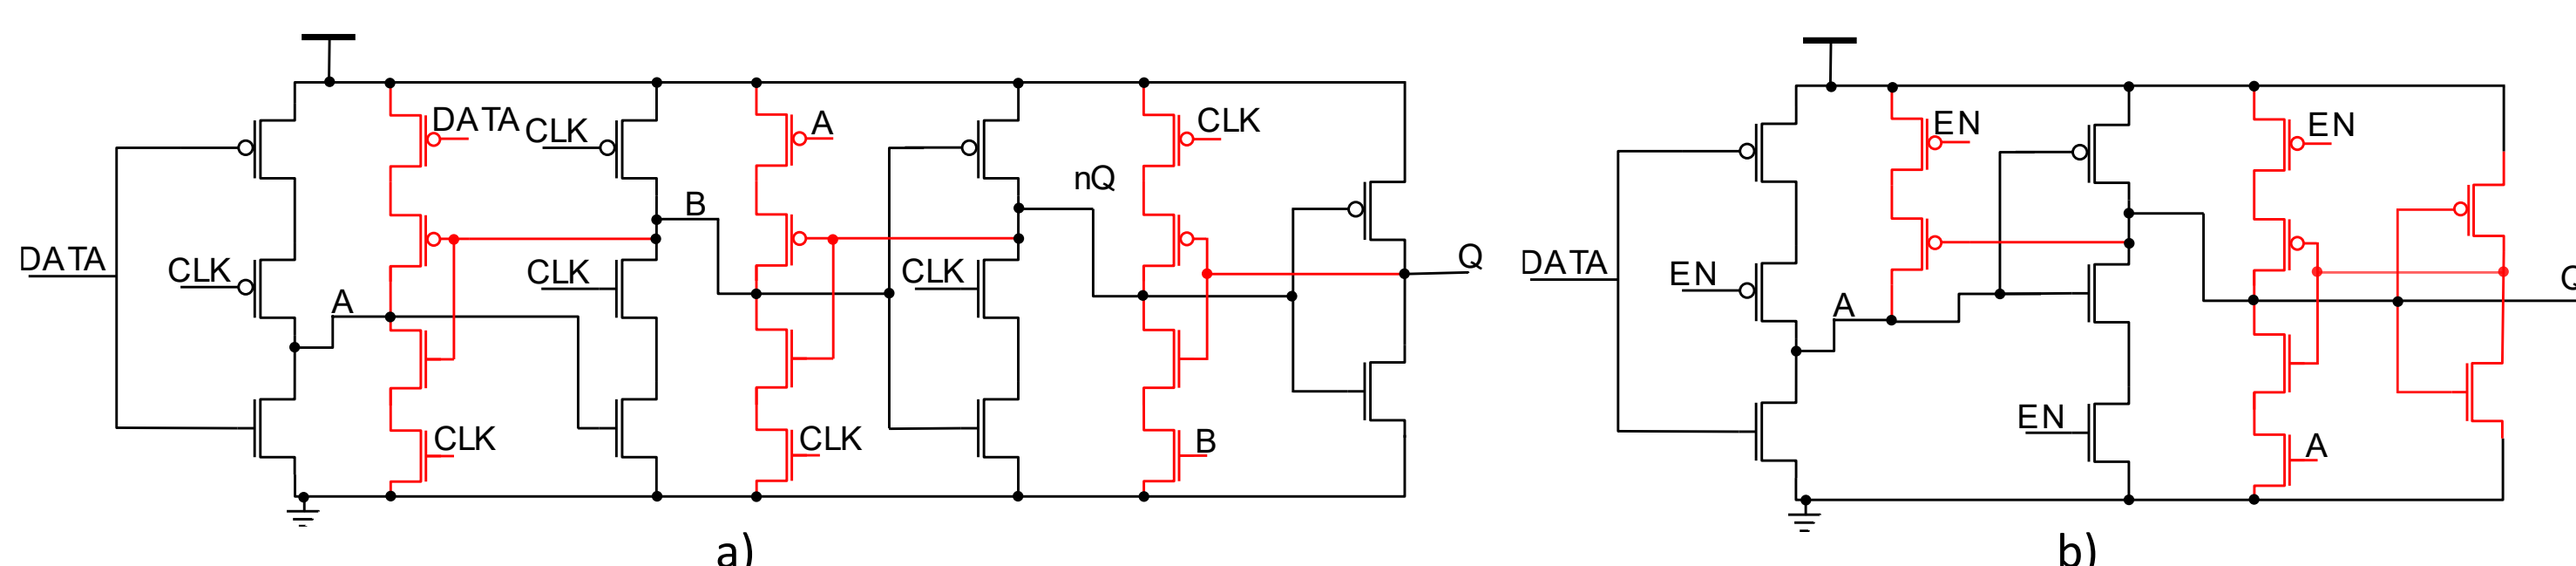 DATA
CLK
A
DATA
CLK
CLK
CLK
B
A
CLK
CLK
nQ
CLK
B
Q
a)
DATA
EN
A
EN
EN
EN
A
Q
b)